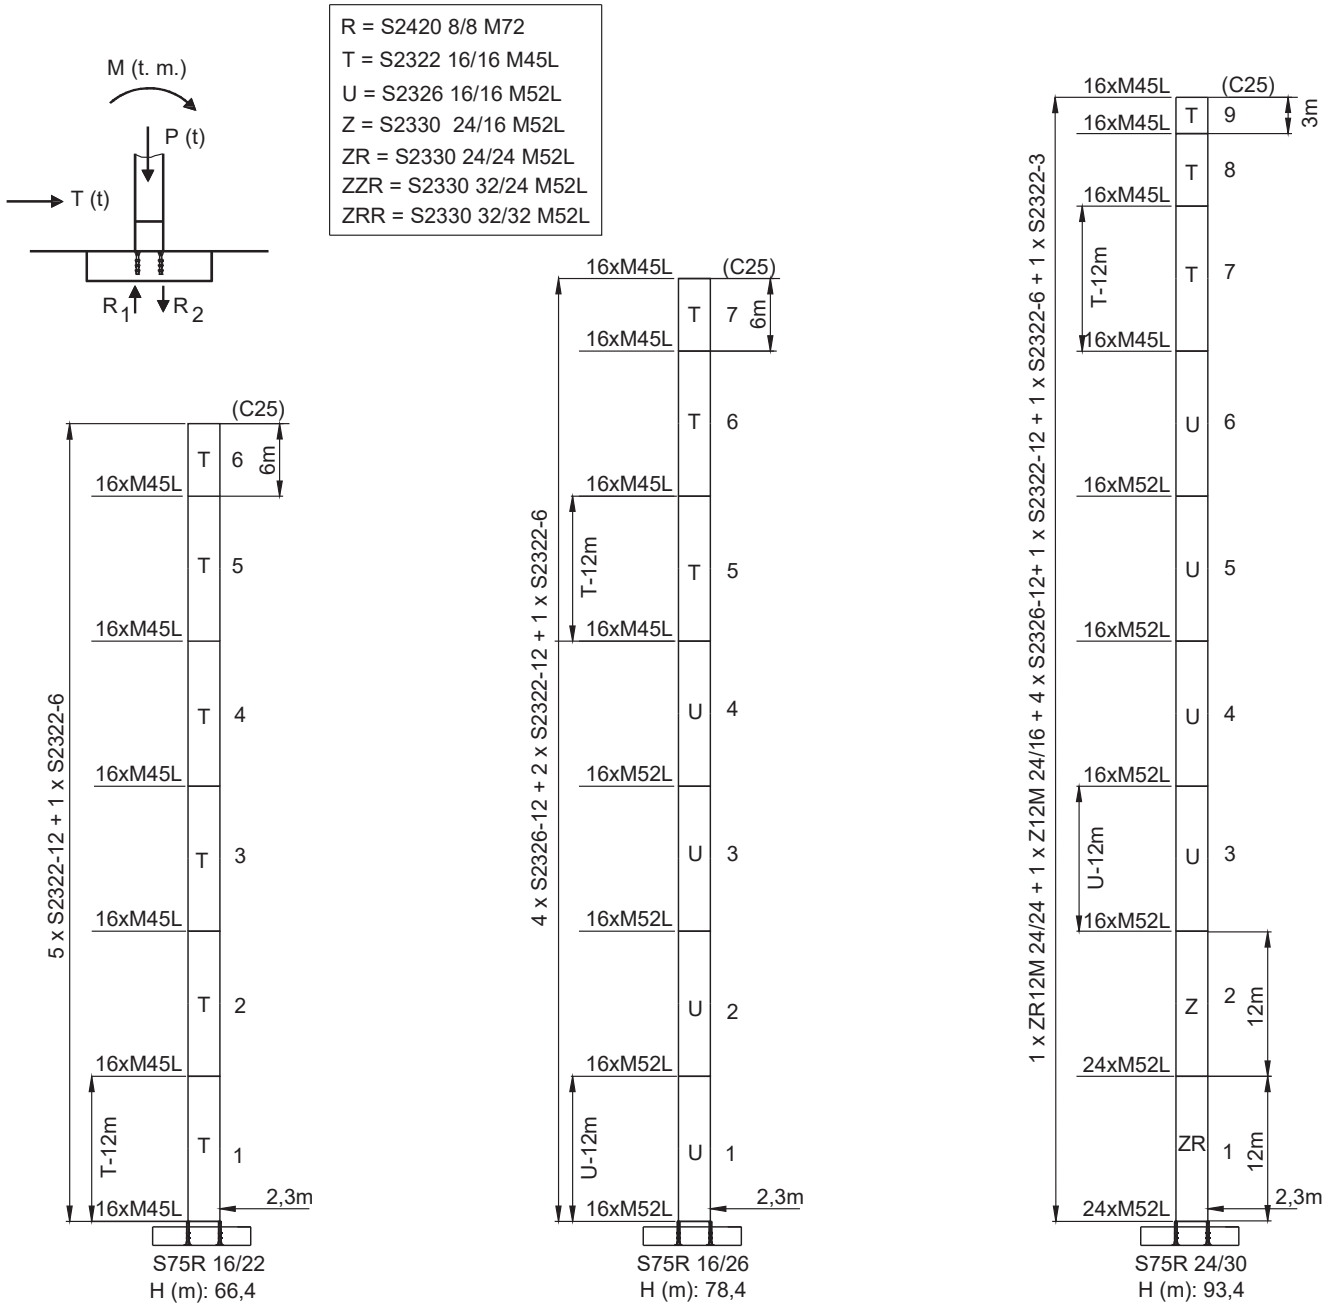 M (t. m.)
P (t)
T (t)
R1
R2
R = S2420 8/8 M72
T = S2322 16/16 M45L
U = S2326 16/16 M52L
Z = S2330 24/16 M52L
ZR = S2330 24/24 M52L
ZZR = S2330 32/24 M52L
ZRR = S2330 32/32 M52L
5 x S2322-12 + 1 x S2322-6
(C25)
T 6 6m
16xM45L
T 5
16xM45L
T 4
16xM45L
T 3
16xM45L
T 2
16xM45L
T-12m
T 1
16xM45L
2,3m
S75R 16/22
H (m): 66,4
4 x S2326-12 + 2 x S2322-12 + 1 x S2322-6
16xM45L (C25)
T 7 6m
16xM45L
T 6
16xM45L
T-12m
T 5
16xM45L
U 4
16xM52L
U 3
16xM52L
U 2
16xM52L
U-12m
U 1
16xM52L
2,3m
S75R 16/26
H (m): 78,4
1 x ZR12M 24/24 + 1 x Z12M 24/16 + 4 x S2326-12+ 1 x S2322-12 + 1 x S2322-6 + 1 x S2322-3
16xM45L (C25)
T 9 3m
16xM45L
T 8
16xM45L
T-12m
T 7
16xM45L
U 6
16xM52L
U 5
16xM52L
U 4
16xM52L
U-12m
U 3
16xM52L
Z 2 12m
24xM52L
ZR 1 12m
24xM52L
2,3m
S75R 24/30
H (m): 93,4